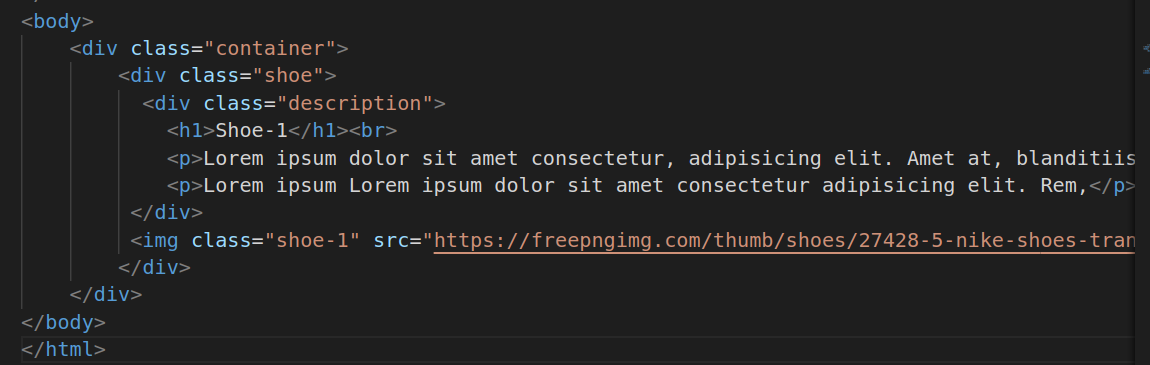 <body>
<div class="container">
<div class="shoe">
<div class="description">
<h1>Shoe-1</h1><br>
<p>Lorem ipsum dolor sit amet consectetur, adipisicing elit. Amet at, blanditiis
<p>Lorem ipsum Lorem ipsum dolor sit amet consectetur adipisicing elit. Rem,</p>
</div>
<img class="shoe-1" src="https://freepngimg.com/thumb/shoes/27428-5-nike-shoes-tran
</div>
</div>
</body>
</html>